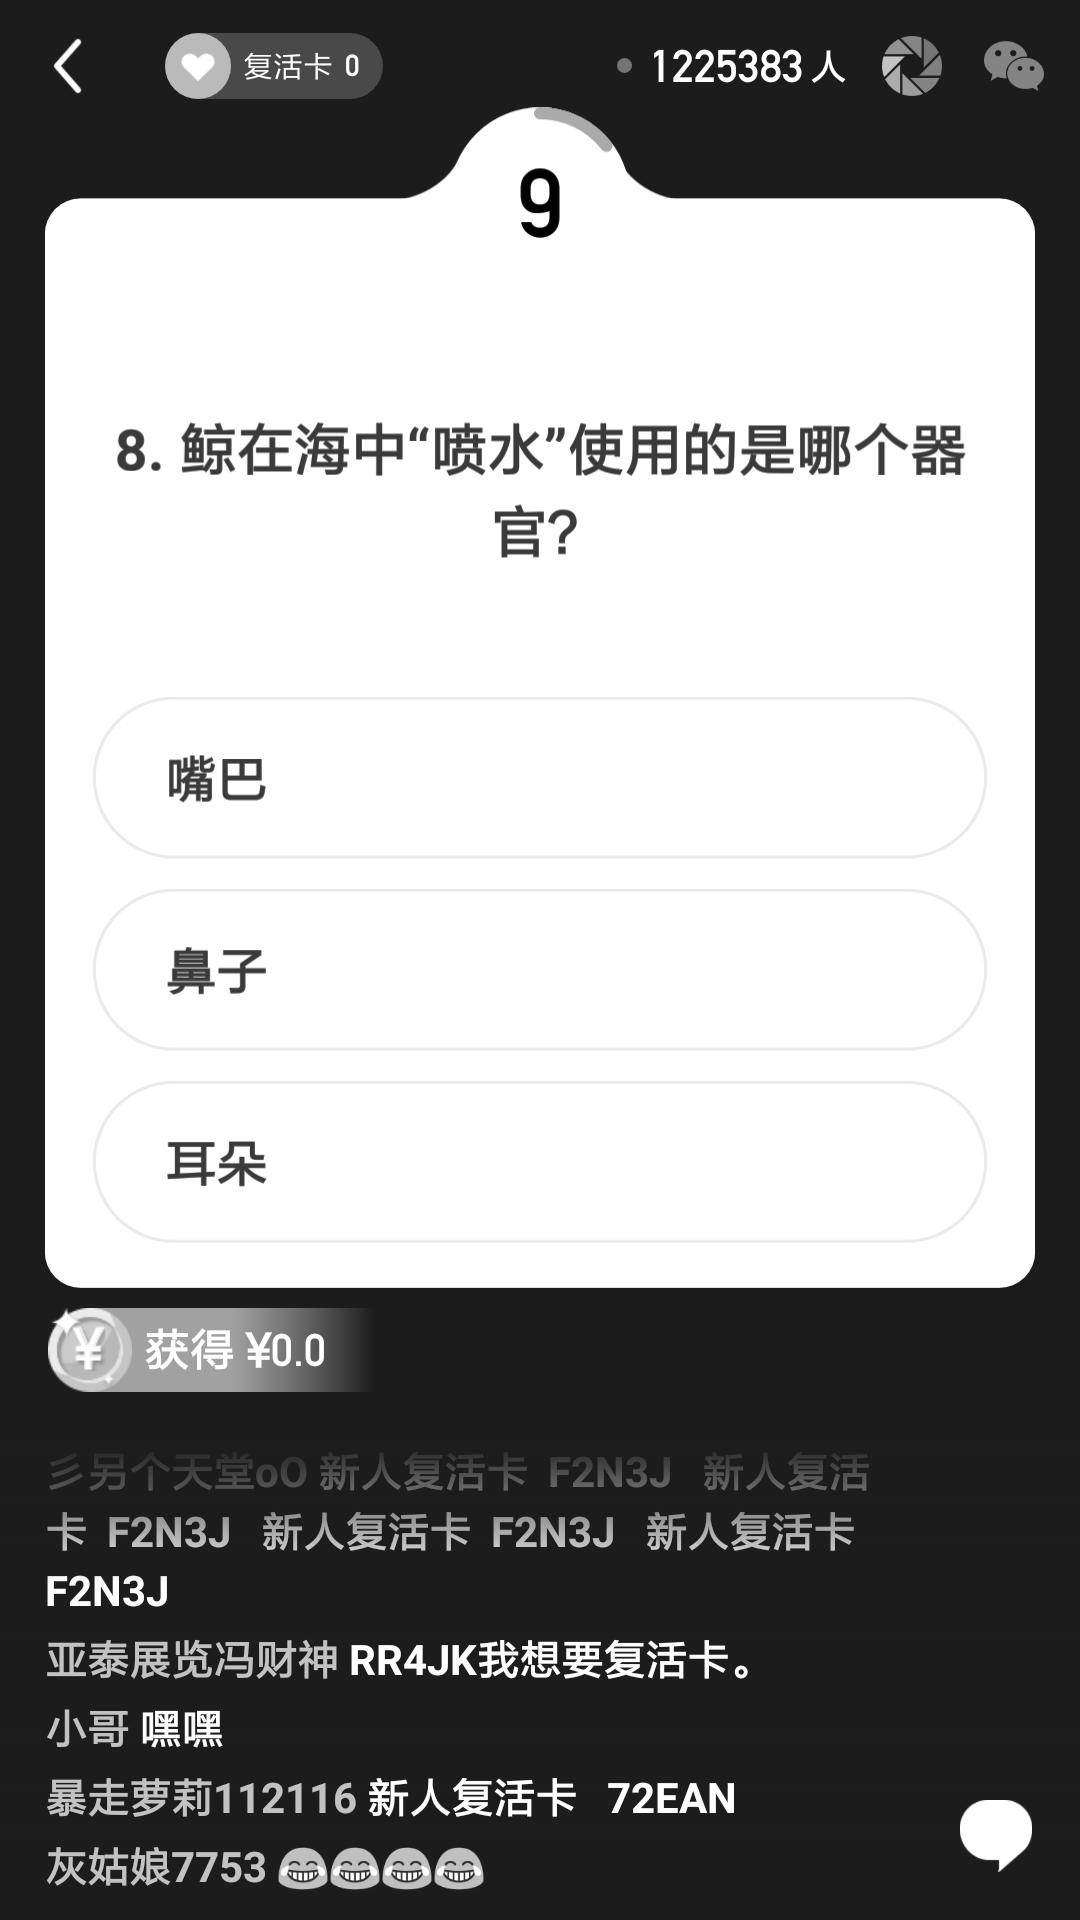 复活卡 0
1225383 人
9
8. 鲸在海中“喷水”使用的是哪个器
官?
嘴巴
鼻子
耳朵
¥ 获得 ¥0.0
彡另个天堂oO 新人复活卡 F2N3J 新人复活
卡 F2N3J 新人复活卡 F2N3J 新人复活卡
F2N3J
亚泰展览冯财神 RR4JK我想要复活卡。
小哥 嘿嘿
暴走萝莉112116 新人复活卡 72EAN
灰姑娘7753 😂😂😂😂